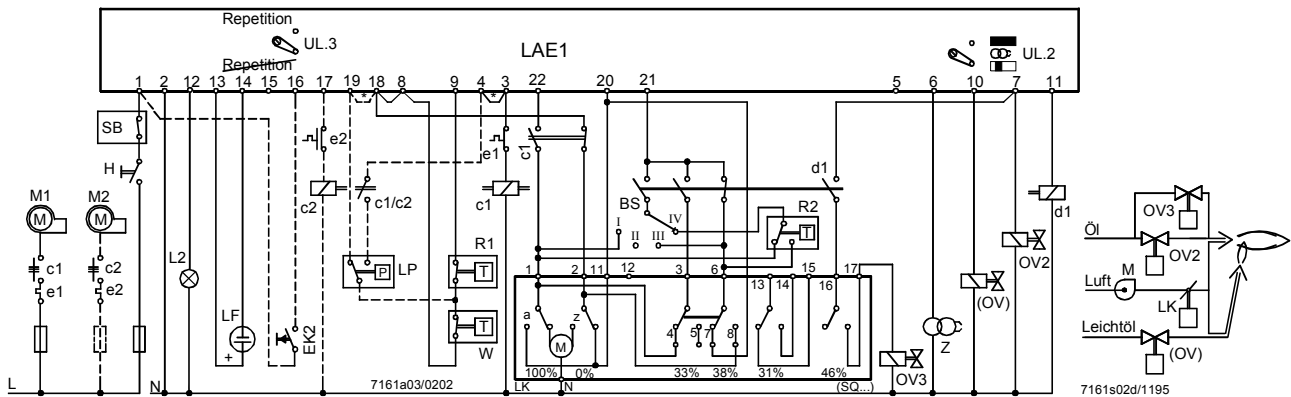 Repetition
UL.3
LAE1
UL.2
Repetition
1 2 12 13 14 15 16 17 19 * 18 8 9 4 * 3 22 20 21 5 6 10 7 11
SB
e2
e1
c1
d1
H
M1
M2
c2
c1/c2
c1
BS
I
II
III
IV
R2
T
d1
OV3
M
M
L2
LP
P
R1
T
Öl
OV2
OV2
c1
c2
1 2 11 12 3 6 13 14 15 16 17
(OV)
Luft
M
e1
e2
LF
+
EK2
W
T
a
z
M
4 5 7 8
LK
Z
Leichtöl
(OV)
OV3
100% 0% 33% 38% 31% 46%
L
N
7161a03/0202
LK
N
(SQ...)
7161s02d/1195